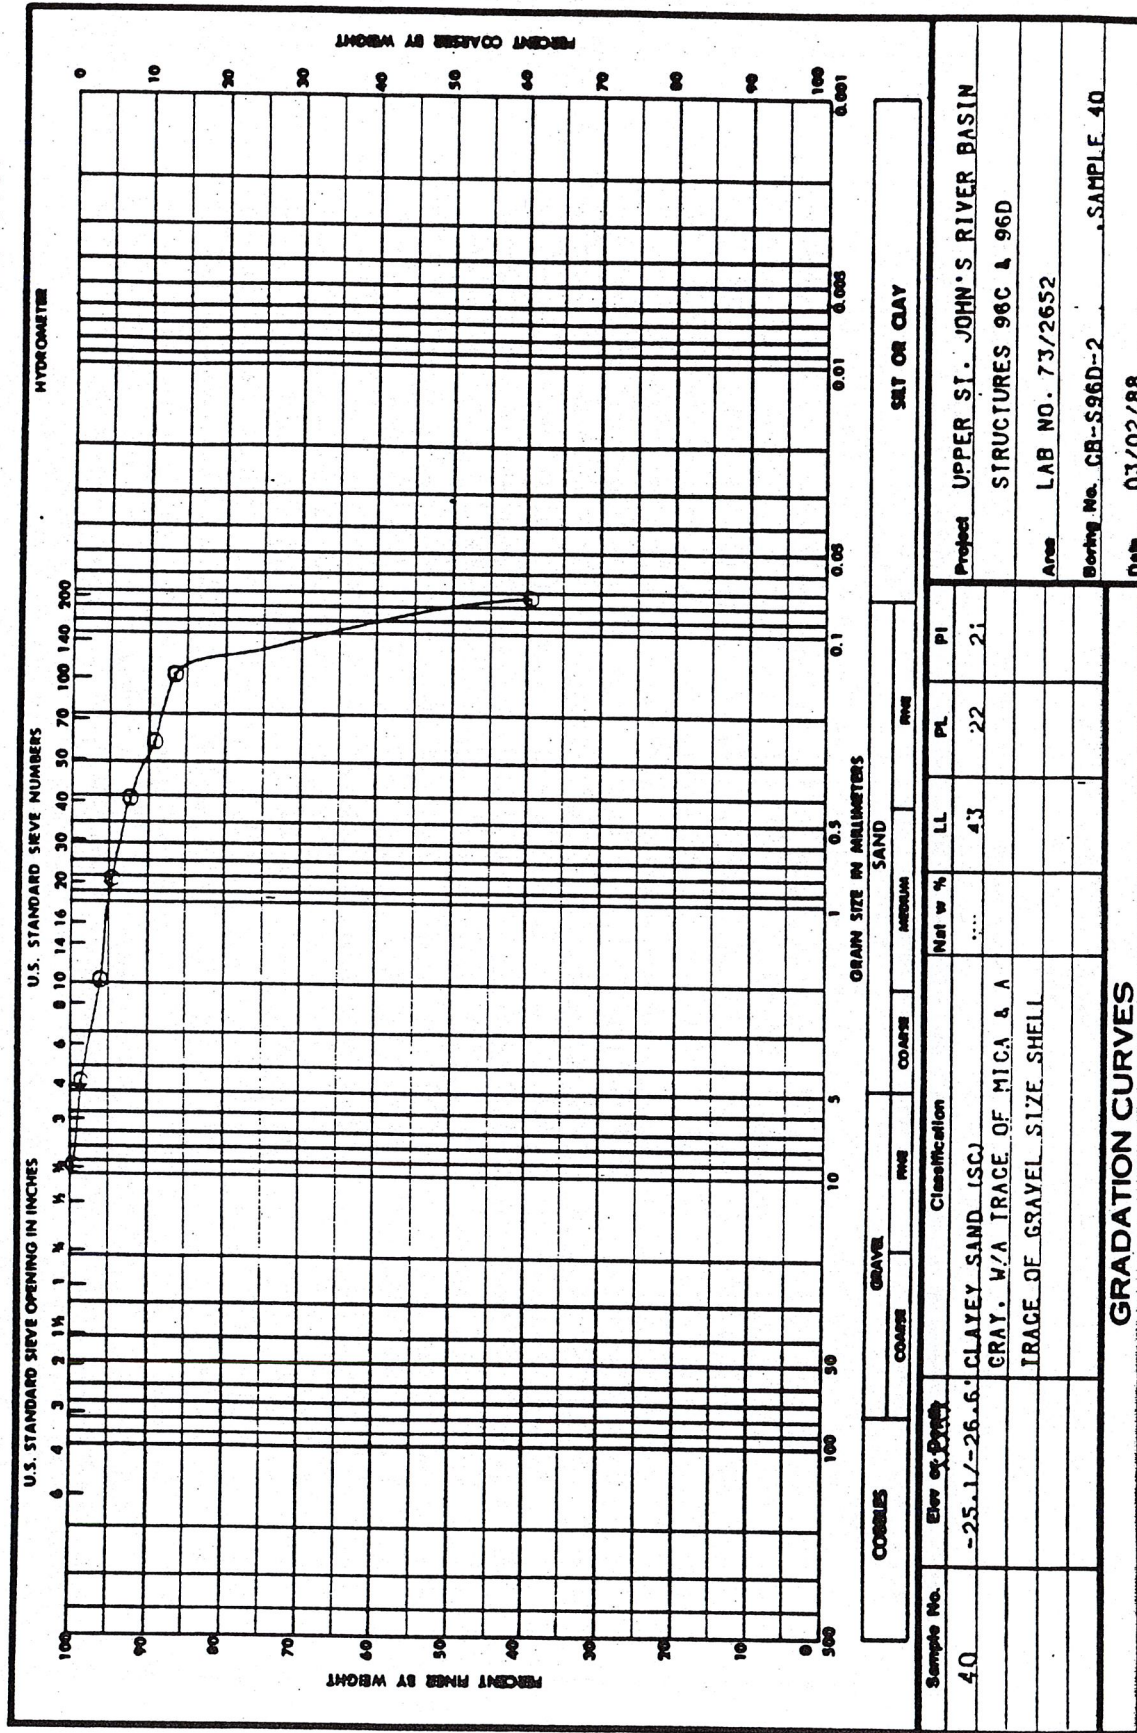 U.S. STANDARD SIEVE OPENING IN INCHES U.S. STANDARD SIEVE NUMBERS HYDROMETER
6 4 3 2 1½ 1 ¾ ½ ⅜ 3 4 6 8 10 14 16 20 30 40 50 70 100 140 200
PERCENT FINER BY WEIGHT
100
90
80
70
60
50
40
30
20
10
0
PERCENT COARSER BY WEIGHT
0
10
20
30
40
50
60
70
80
90
100
500 100 50 10 5 1 0.5 0.1 0.05 0.01 0.005 0.001
GRAIN SIZE IN MILLIMETERS
COBBLES GRAVEL SAND SILT OR CLAY
COARSE FINE COARSE MEDIUM FINE
Sample No. Elev or Depth Classification Nat w % LL PL PI
40 -25.1/-26.6' CLAYEY SAND (SC) .... 43 22 21
GRAY, W/A TRACE OF MICA & A
TRACE OF GRAVEL SIZE SHELL
Project UPPER ST. JOHN'S RIVER BASIN
STRUCTURES 96C & 96D
Area LAB NO. 73/2652
Boring No. CB-S96D-2 , SAMPLE 40
Date 03/02/88
GRADATION CURVES